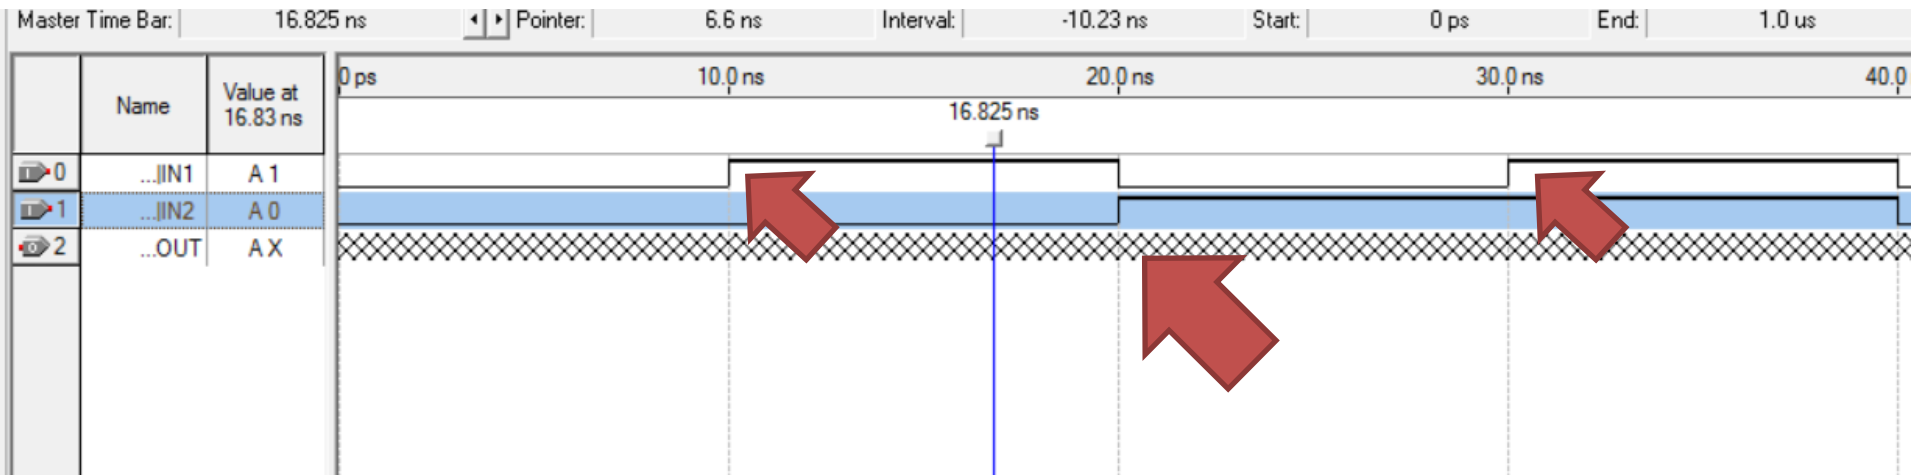 Master Time Bar: 16.825 ns Pointer: 6.6 ns Interval: -10.23 ns Start: 0 ps End: 1.0 us
Name Value at 16.83 ns
0 ps 10.0 ns 20.0 ns 30.0 ns 40.0
16.825 ns
0 ...|IN1 A 1
1 ...|IN2 A 0
2 ...OUT A X